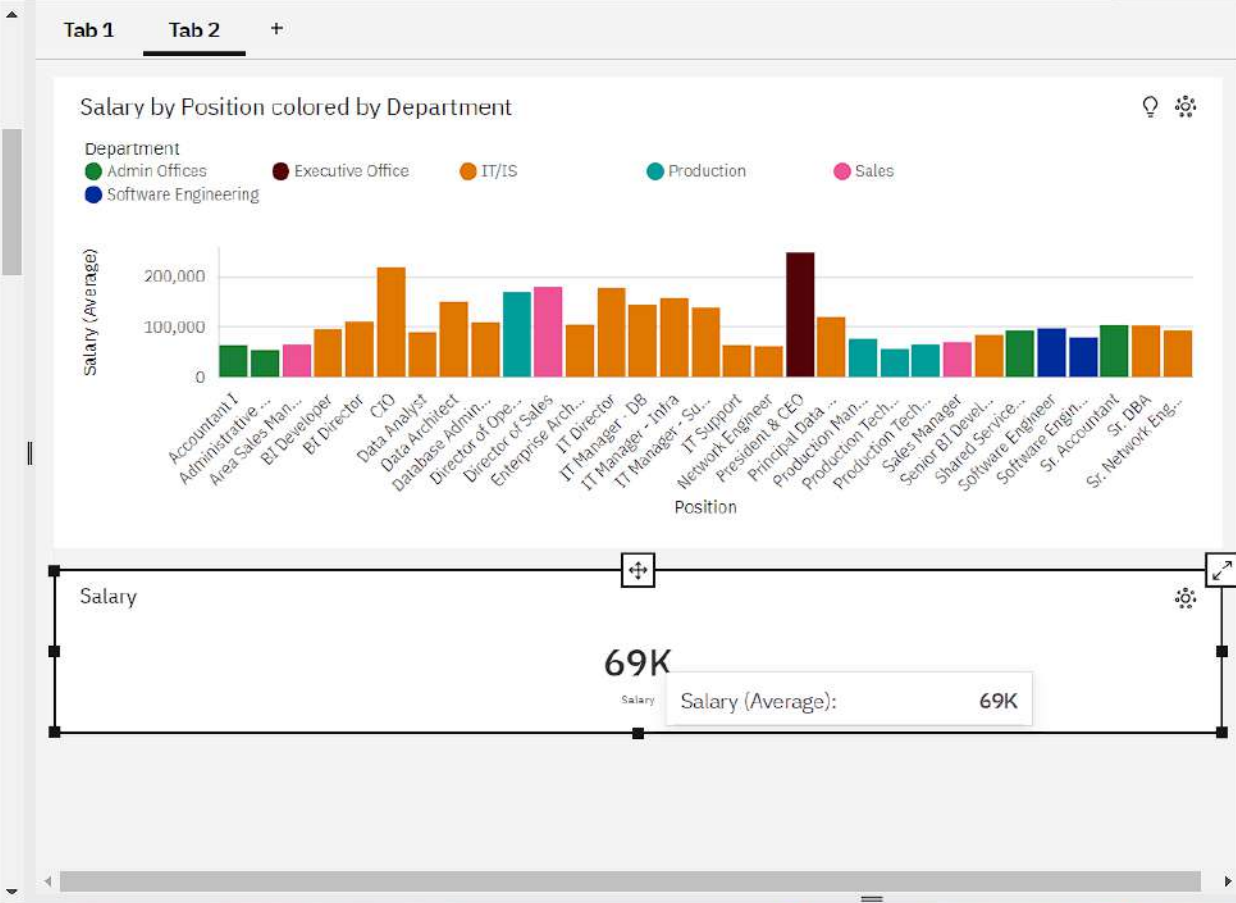 Tab 1 Tab 2 +
Salary by Position colored by Department
Department
Admin Offices Executive Office IT/IS Production Sales
Software Engineering
Salary (Average)
200,000
100,000
0
Accountant I
Administrative ...
Area Sales Man...
BI Developer
BI Director
CIO
Data Analyst
Data Architect
Database Admin...
Director of Ope...
Director of Sales
Enterprise Arch...
IT Director
IT Manager - DB
IT Manager - Infra
IT Manager - Su...
IT Support
Network Engineer
President & CEO
Principal Data ...
Production Man...
Production Tech...
Production Tech...
Sales Manager
Senior BI Devel...
Shared Service...
Software Engineer
Software Engin...
Sr. Accountant
Sr. DBA
Sr. Network Eng...
Position
Salary
69K
Salary
Salary (Average): 69K